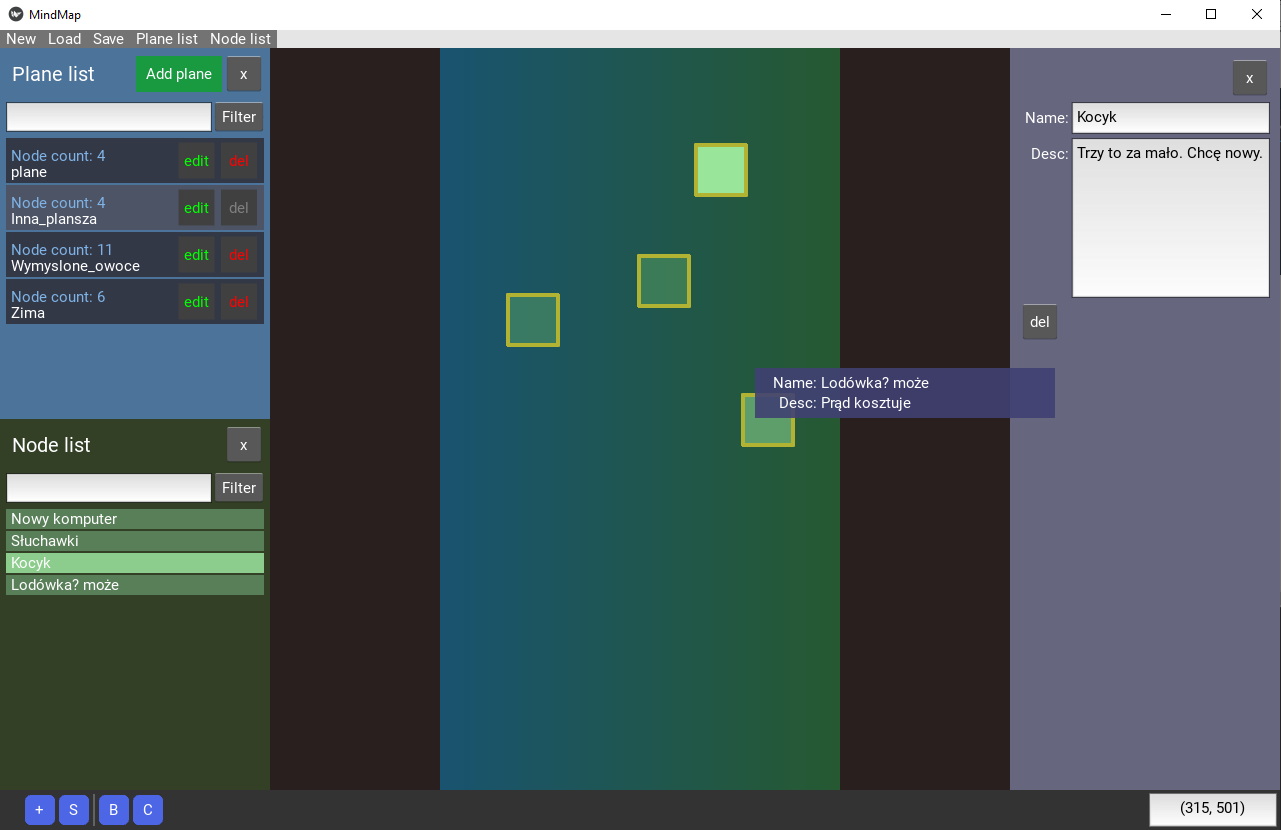 MindMap
New Load Save Plane list Node list
Plane list
Add plane
x
Filter
Node count: 4
plane
edit del
Node count: 4
Inna_plansza
edit del
Node count: 11
Wymyslone_owoce
edit del
Node count: 6
Zima
edit del
Node list
x
Filter
Nowy komputer
Słuchawki
Kocyk
Lodówka? może
Name: Lodówka? może
Desc: Prąd kosztuje
x
Name: Kocyk
Desc: Trzy to za mało. Chcę nowy.
del
+ S B C
(315, 501)